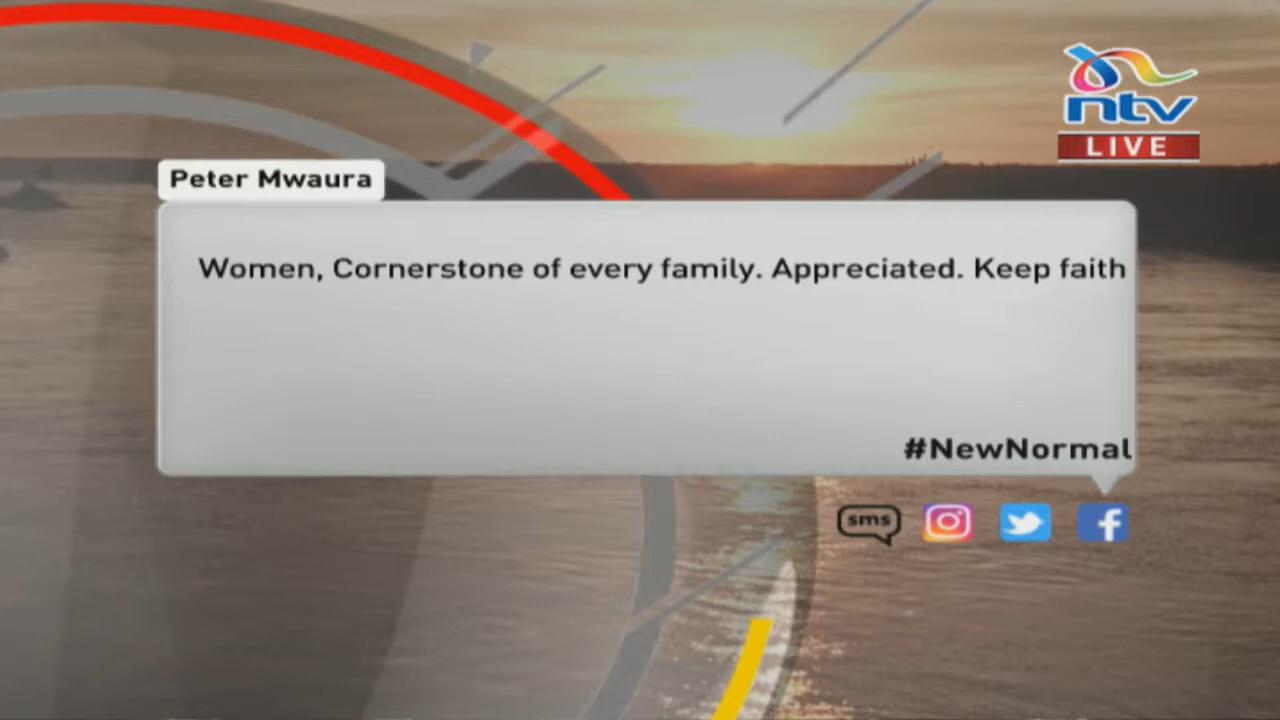 ntv
LIVE
Peter Mwaura
Women, Cornerstone of every family. Appreciated. Keep faith
#NewNormal
sms